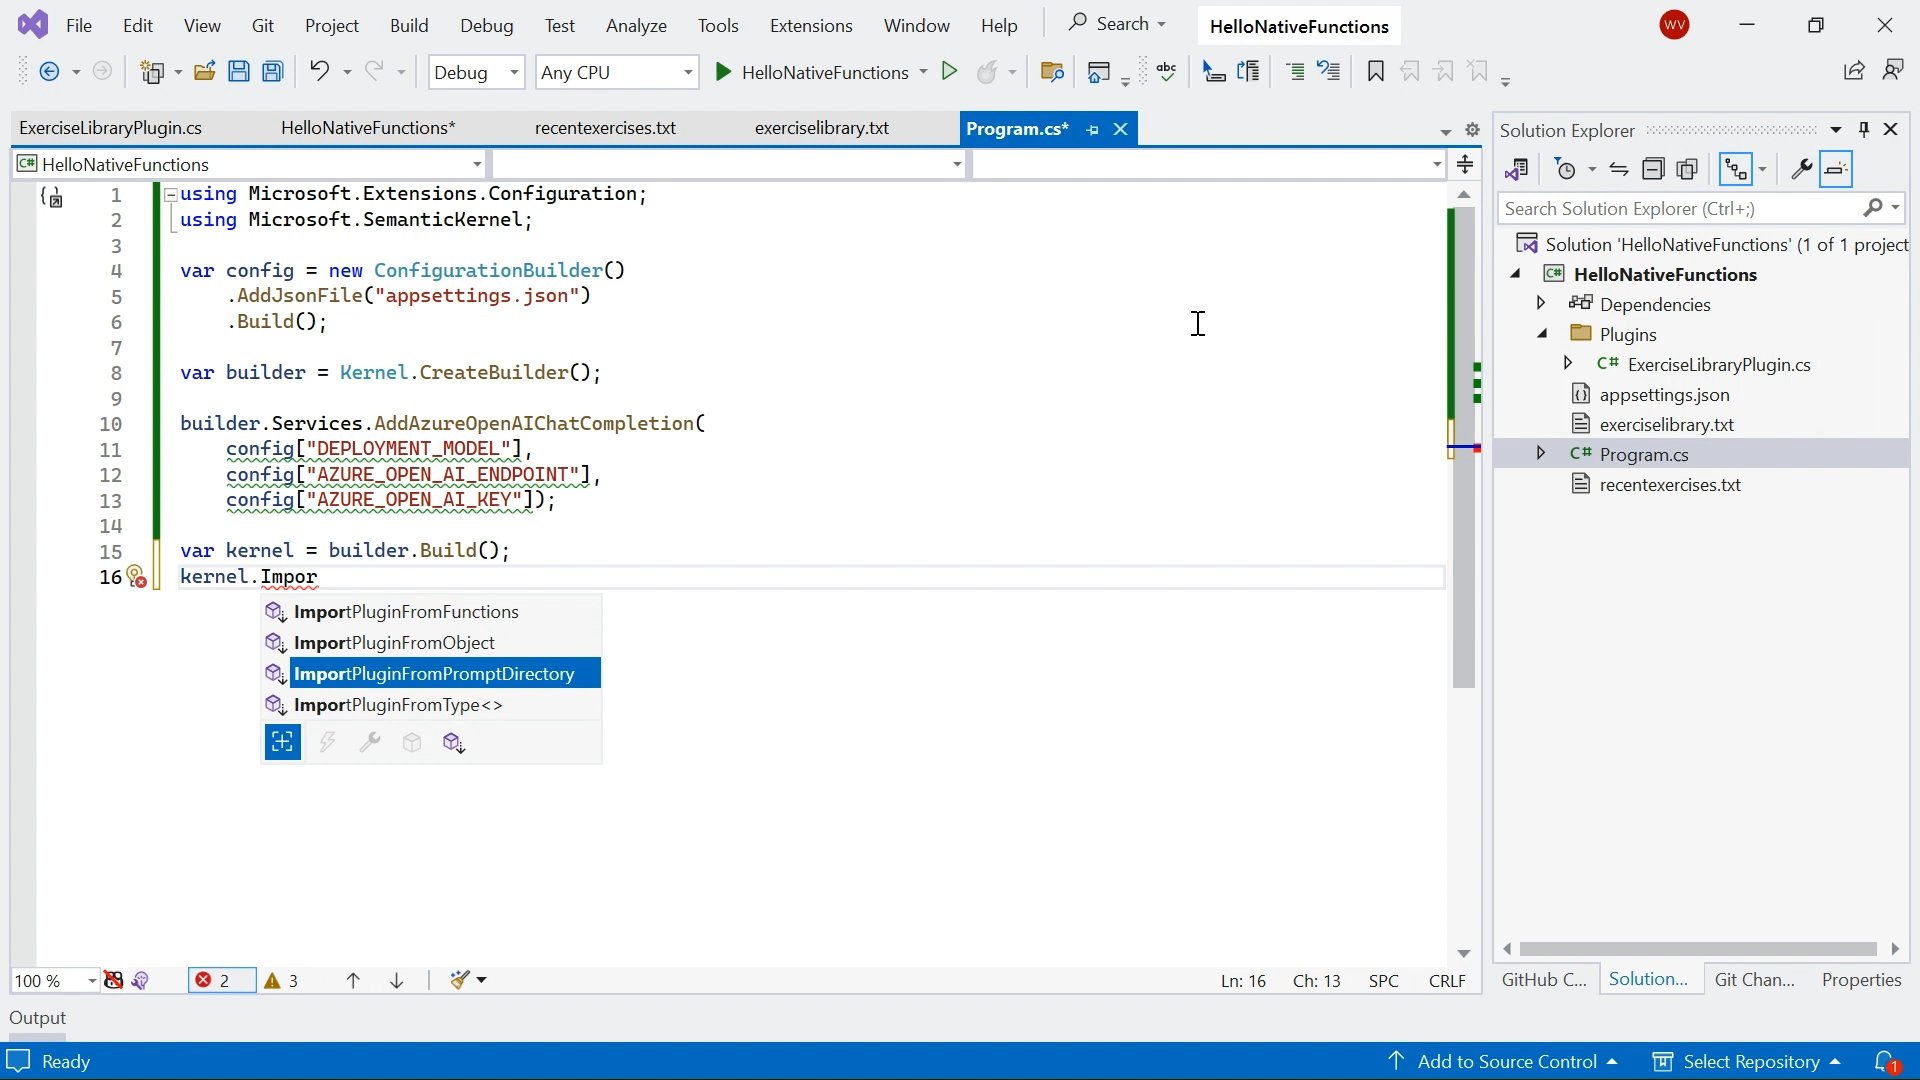 File Edit View Git Project Build Debug Test Analyze Tools Extensions Window Help Search HelloNativeFunctions WV
Debug Any CPU HelloNativeFunctions abc
ExerciseLibraryPlugin.cs HelloNativeFunctions* recentexercises.txt exerciselibrary.txt Program.cs*
C# HelloNativeFunctions
1 using Microsoft.Extensions.Configuration;
2 using Microsoft.SemanticKernel;
3
4 var config = new ConfigurationBuilder()
5 .AddJsonFile("appsettings.json")
6 .Build();
7
8 var builder = Kernel.CreateBuilder();
9
10 builder.Services.AddAzureOpenAIChatCompletion(
11 config["DEPLOYMENT_MODEL"],
12 config["AZURE_OPEN_AI_ENDPOINT"],
13 config["AZURE_OPEN_AI_KEY"]);
14
15 var kernel = builder.Build();
16 kernel.Impor
ImportPluginFromFunctions
ImportPluginFromObject
ImportPluginFromPromptDirectory
ImportPluginFromType<>
100 % 2 3 Ln: 16 Ch: 13 SPC CRLF
Solution Explorer
Search Solution Explorer (Ctrl+;)
Solution 'HelloNativeFunctions' (1 of 1 project
C# HelloNativeFunctions
Dependencies
Plugins
C# ExerciseLibraryPlugin.cs
appsettings.json
exerciselibrary.txt
C# Program.cs
recentexercises.txt
GitHub C... Solution... Git Chan... Properties
Output
Ready Add to Source Control Select Repository 1